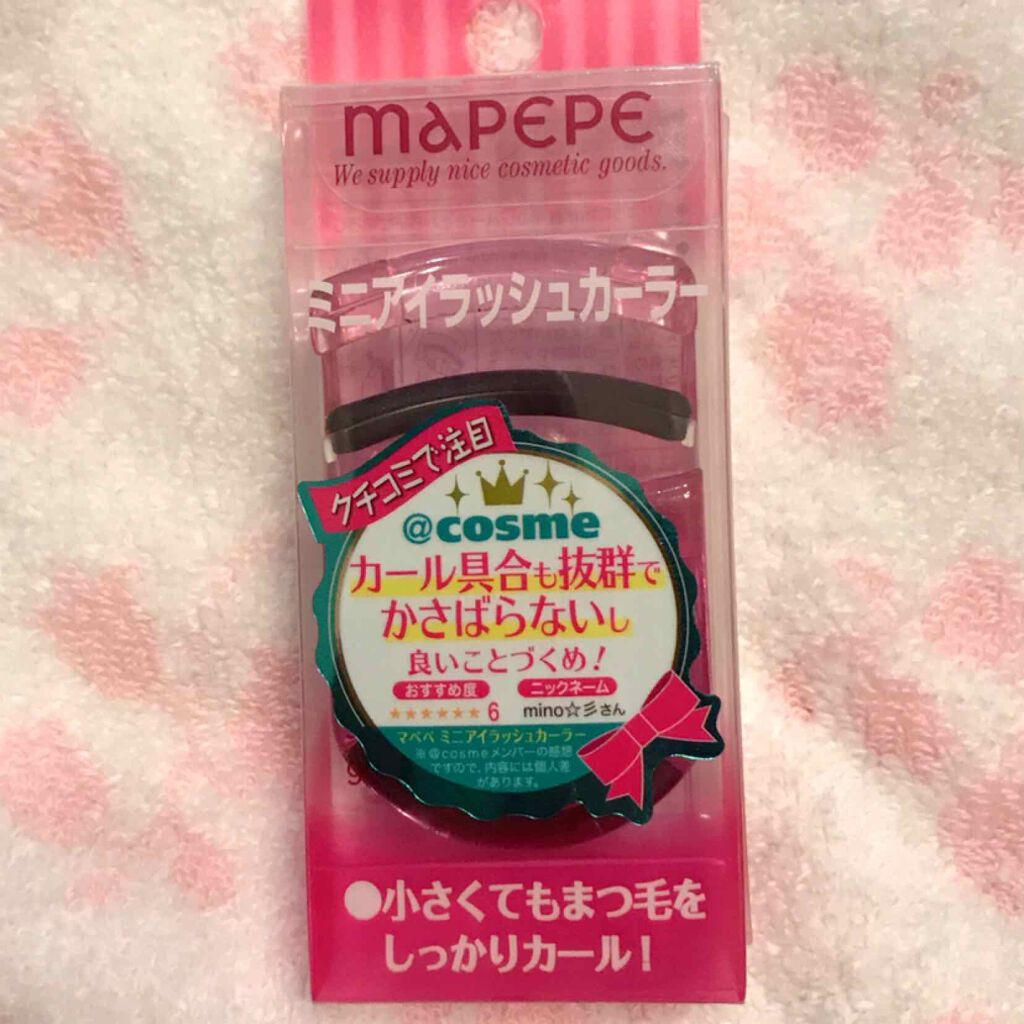 mAPEPE
We supply nice cosmetic goods.
ミニアイラッシュカーラー
クチコミで注目
@cosme
カール具合も抜群で
かさばらないし
良いことづくめ!
おすすめ度 ニックネーム
★★★★★★ 6 mino☆彡さん
マペペ ミニアイラッシュカーラー
※@cosmeメンバーの感想
ですので、内容には個人差
があります。
●小さくてもまつ毛を
しっかりカール!